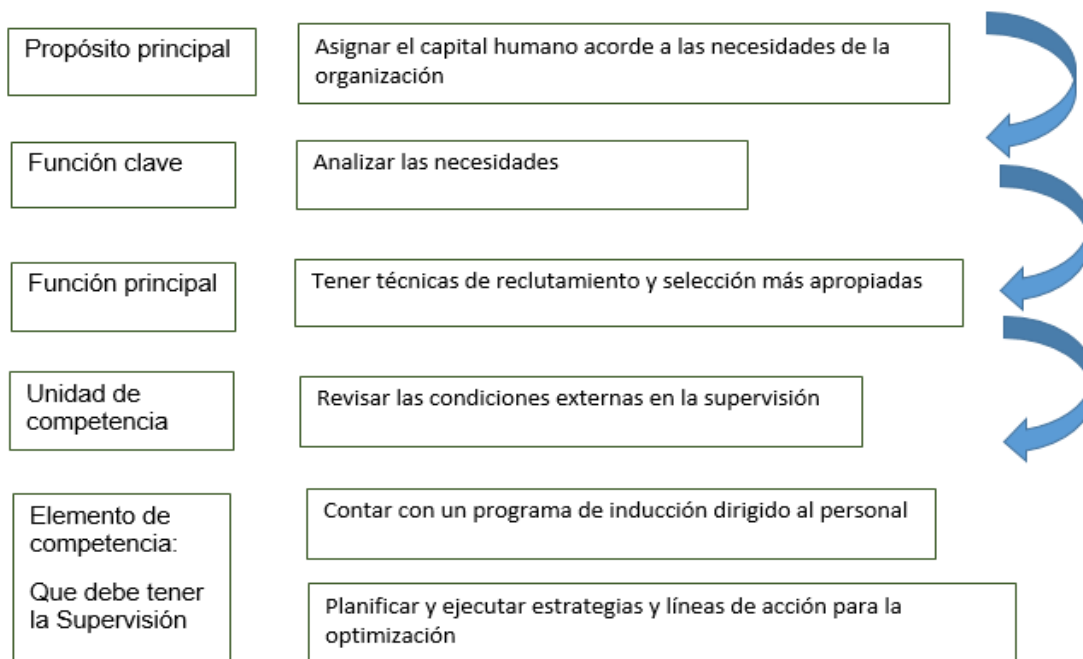 Propósito principal
Asignar el capital humano acorde a las necesidades de la
organización
Función clave
Analizar las necesidades
Función principal
Tener técnicas de reclutamiento y selección más apropiadas
Unidad de
competencia
Revisar las condiciones externas en la supervisión
Elemento de
competencia:
Que debe tener
la Supervisión
Contar con un programa de inducción dirigido al personal
Planificar y ejecutar estrategias y líneas de acción para la
optimización